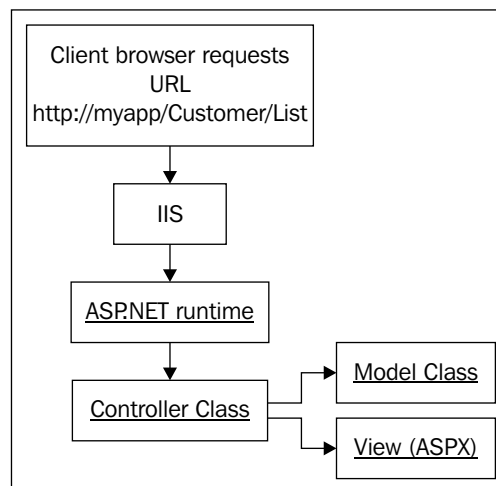 Client browser requests
URL
http://myapp/Customer/List
IIS
ASP.NET runtime
Controller Class
Model Class
View (ASPX)